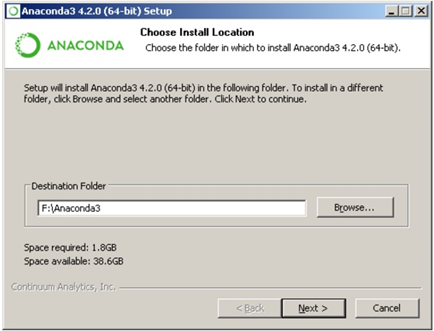 Anaconda3 4.2.0 (64-bit) Setup
ANACONDA
Choose Install Location
Choose the folder in which to install Anaconda3 4.2.0 (64-bit).
Setup will install Anaconda3 4.2.0 (64-bit) in the following folder. To install in a different
folder, click Browse and select another folder. Click Next to continue.
Destination Folder
F:\Anaconda3
Browse...
Space required: 1.8GB
Space available: 38.6GB
Continuum Analytics, Inc.
< Back
Next >
Cancel